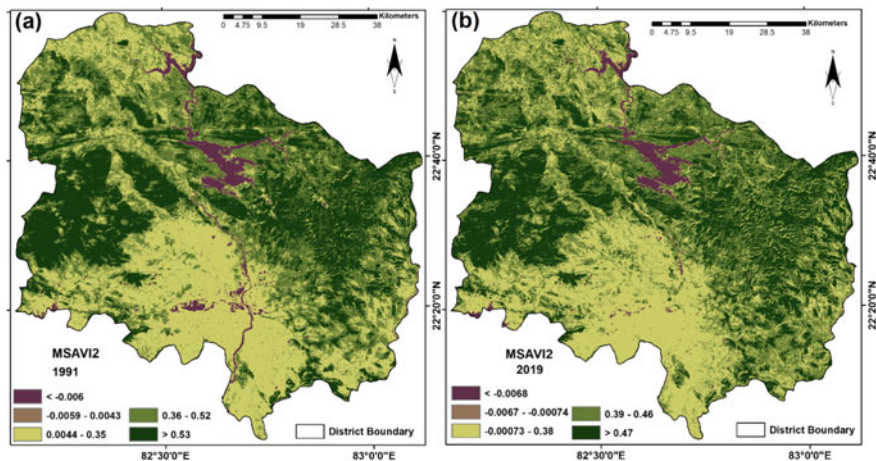 (a)
Kilometers
0 4.75 9.5 19 28.5 38
N
S
22°40'0"N
22°20'0"N
MSAVI2
1991
< -0.006
-0.0059 - 0.0043
0.0044 - 0.35
0.36 - 0.52
> 0.53
District Boundary
82°30'0"E
83°0'0"E
(b)
Kilometers
0 4.75 9.5 19 28.5 38
N
S
22°40'0"N
22°20'0"N
MSAVI2
2019
< -0.0068
-0.0067 - -0.00074
-0.00073 - 0.38
0.39 - 0.46
> 0.47
District Boundary
82°30'0"E
83°0'0"E